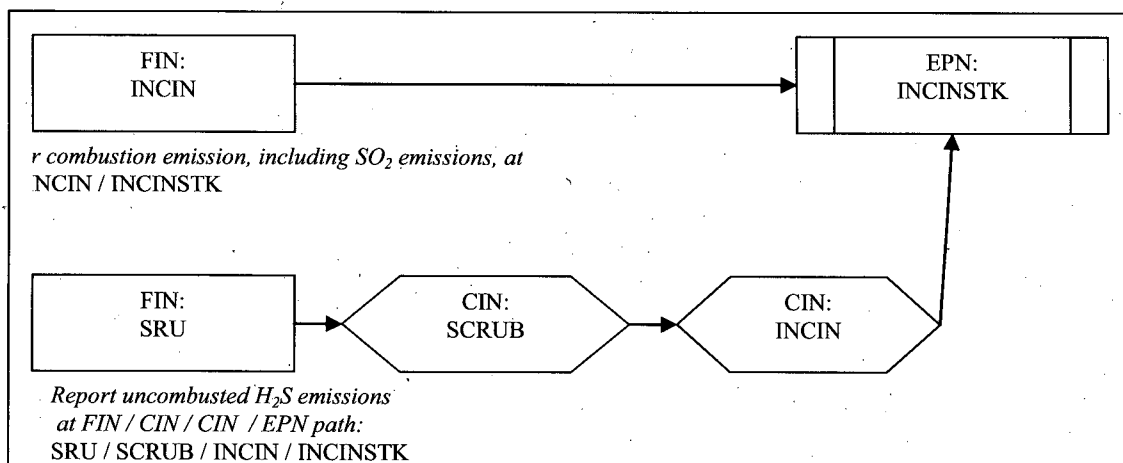 FIN:
INCIN
EPN:
INCINSTK
r combustion emission, including SO₂ emissions, at
NCIN / INCINSTK
FIN:
SRU
CIN:
SCRUB
CIN:
INCIN
Report uncombusted H₂S emissions
at FIN / CIN / CIN / EPN path:
SRU / SCRUB / INCIN / INCINSTK